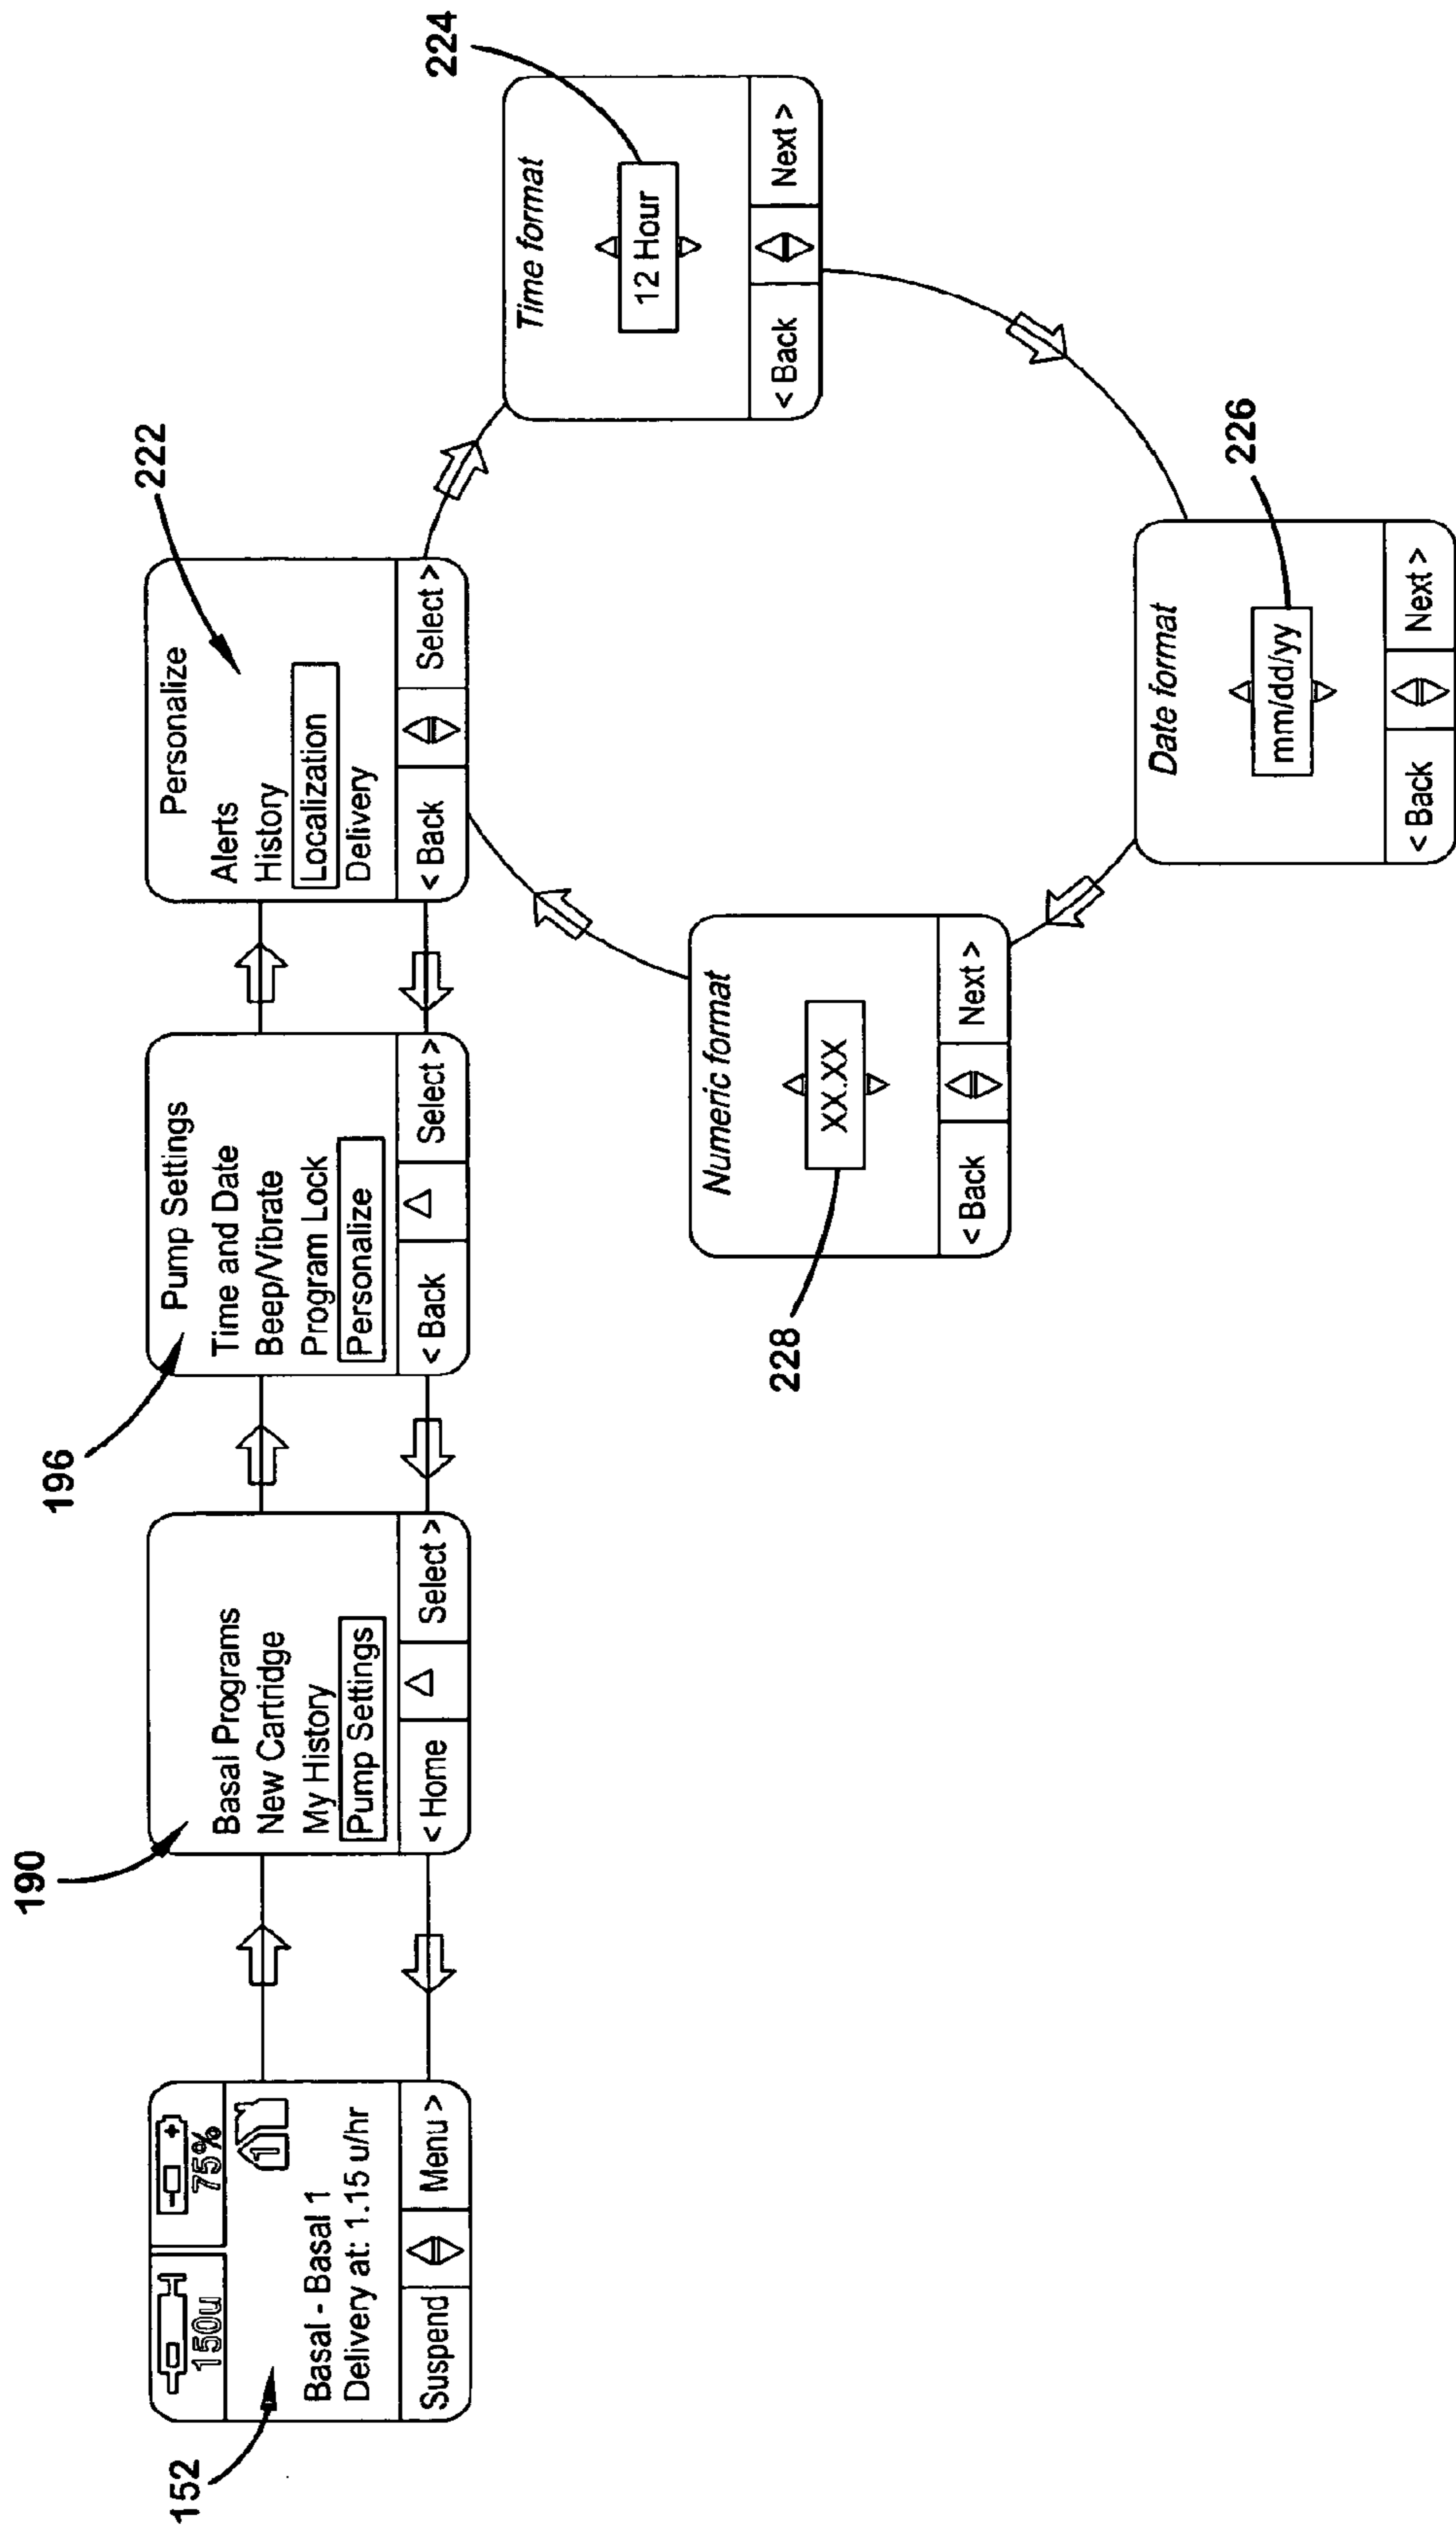 152
150u
75%
1
Basal - Basal 1
Delivery at: 1.15 u/hr
Suspend
Menu >
190
Basal Programs
New Cartridge
My History
Pump Settings
< Home
Select >
196
Pump Settings
Time and Date
Beep/Vibrate
Program Lock
Personalize
< Back
Select >
222
Personalize
Alerts
History
Localization
Delivery
< Back
Select >
224
Time format
12 Hour
< Back
Next >
226
Date format
mm/dd/yy
< Back
Next >
228
Numeric format
XX.XX
< Back
Next >